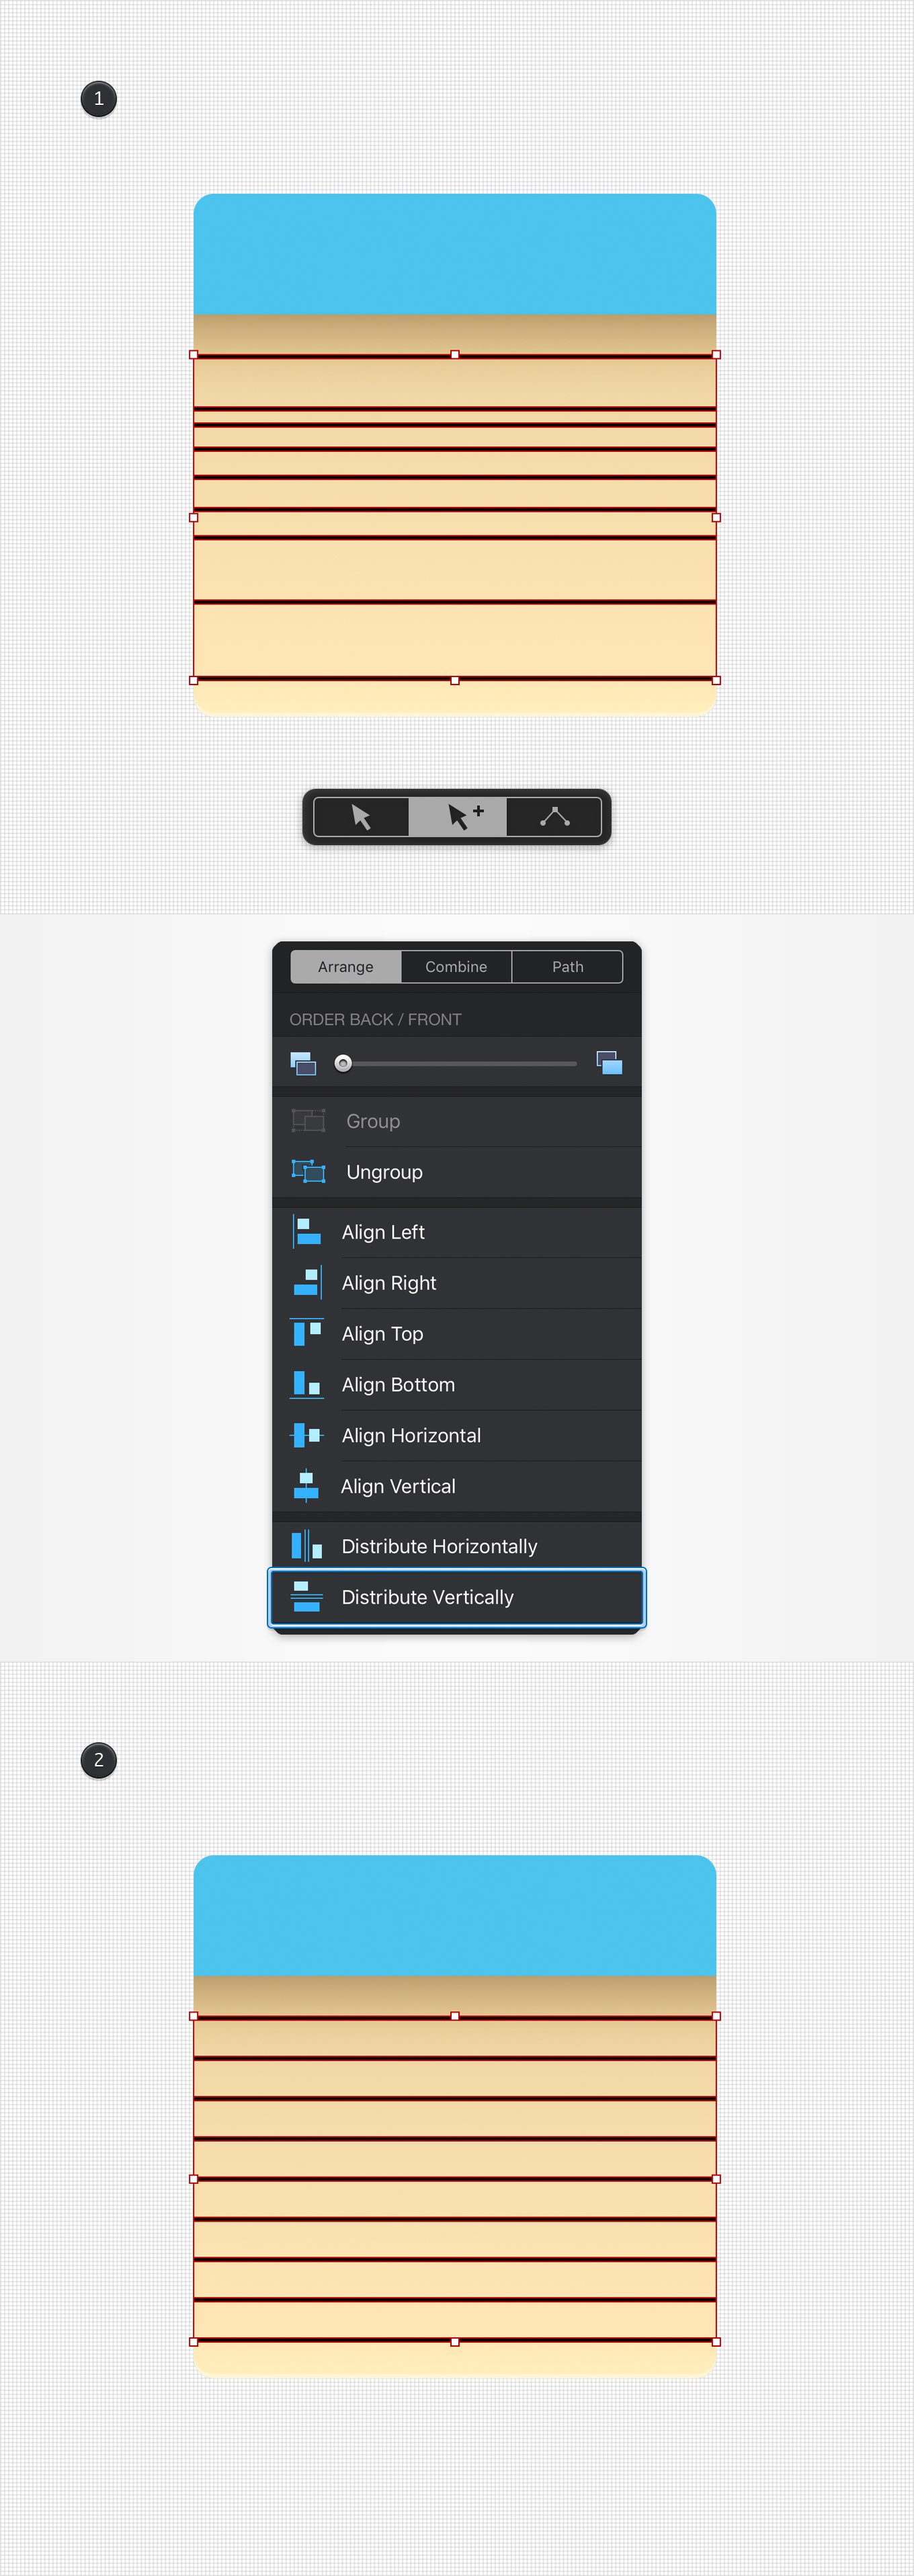 1
Arrange Combine Path
ORDER BACK / FRONT
Group
Ungroup
Align Left
Align Right
Align Top
Align Bottom
Align Horizontal
Align Vertical
Distribute Horizontally
Distribute Vertically
2